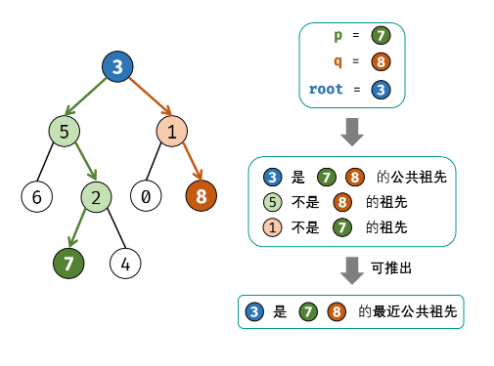 3
5
1
6
2
0
8
7
4
p = 7
q = 8
root = 3
3 是 7 8 的公共祖先
5 不是 8 的祖先
1 不是 7 的祖先
可推出
3 是 7 8 的最近公共祖先